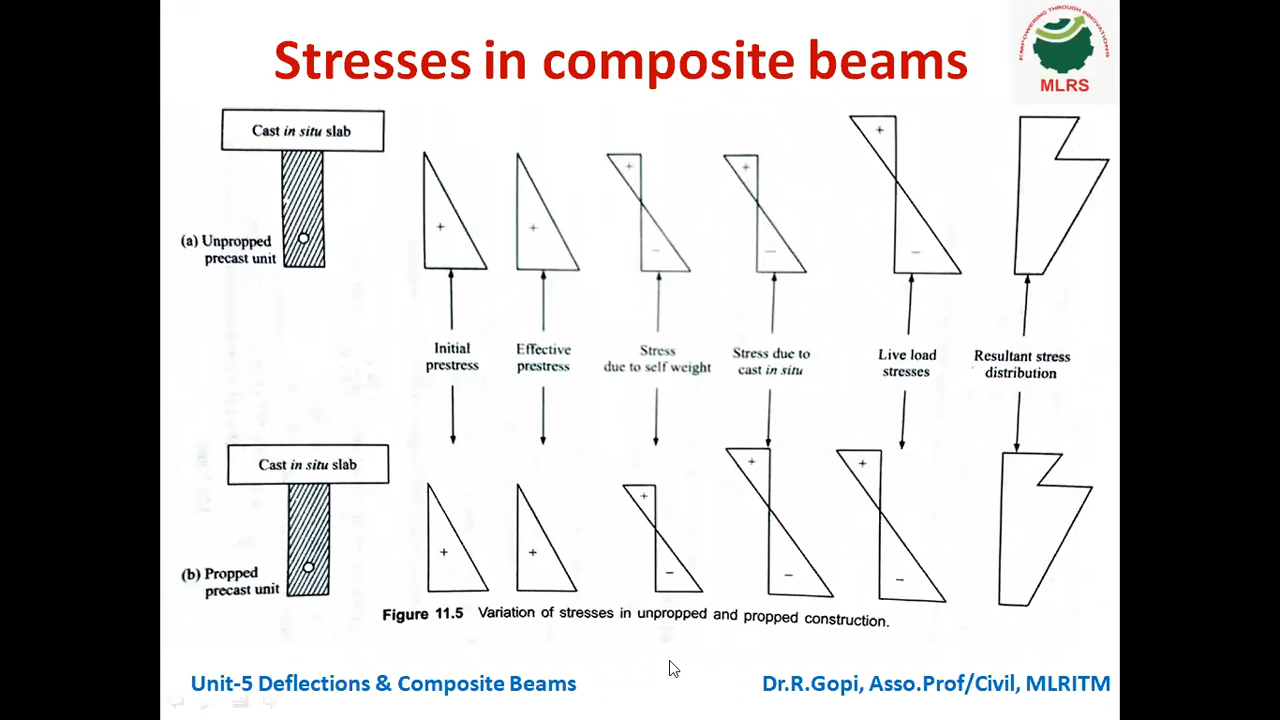 Stresses in composite beams
EMPOWERING THROUGH INNOVATIONS
MLRS
Cast in situ slab
(a) Unpropped
precast unit
+
+
+
−
+
−
+
−
Initial
prestress
Effective
prestress
Stress
due to self weight
Stress due to
cast in situ
Live load
stresses
Resultant stress
distribution
Cast in situ slab
(b) Propped
precast unit
+
+
+
−
+
−
+
−
Figure 11.5 Variation of stresses in unpropped and propped construction.
Unit-5 Deflections & Composite Beams
Dr.R.Gopi, Asso.Prof/Civil, MLRITM